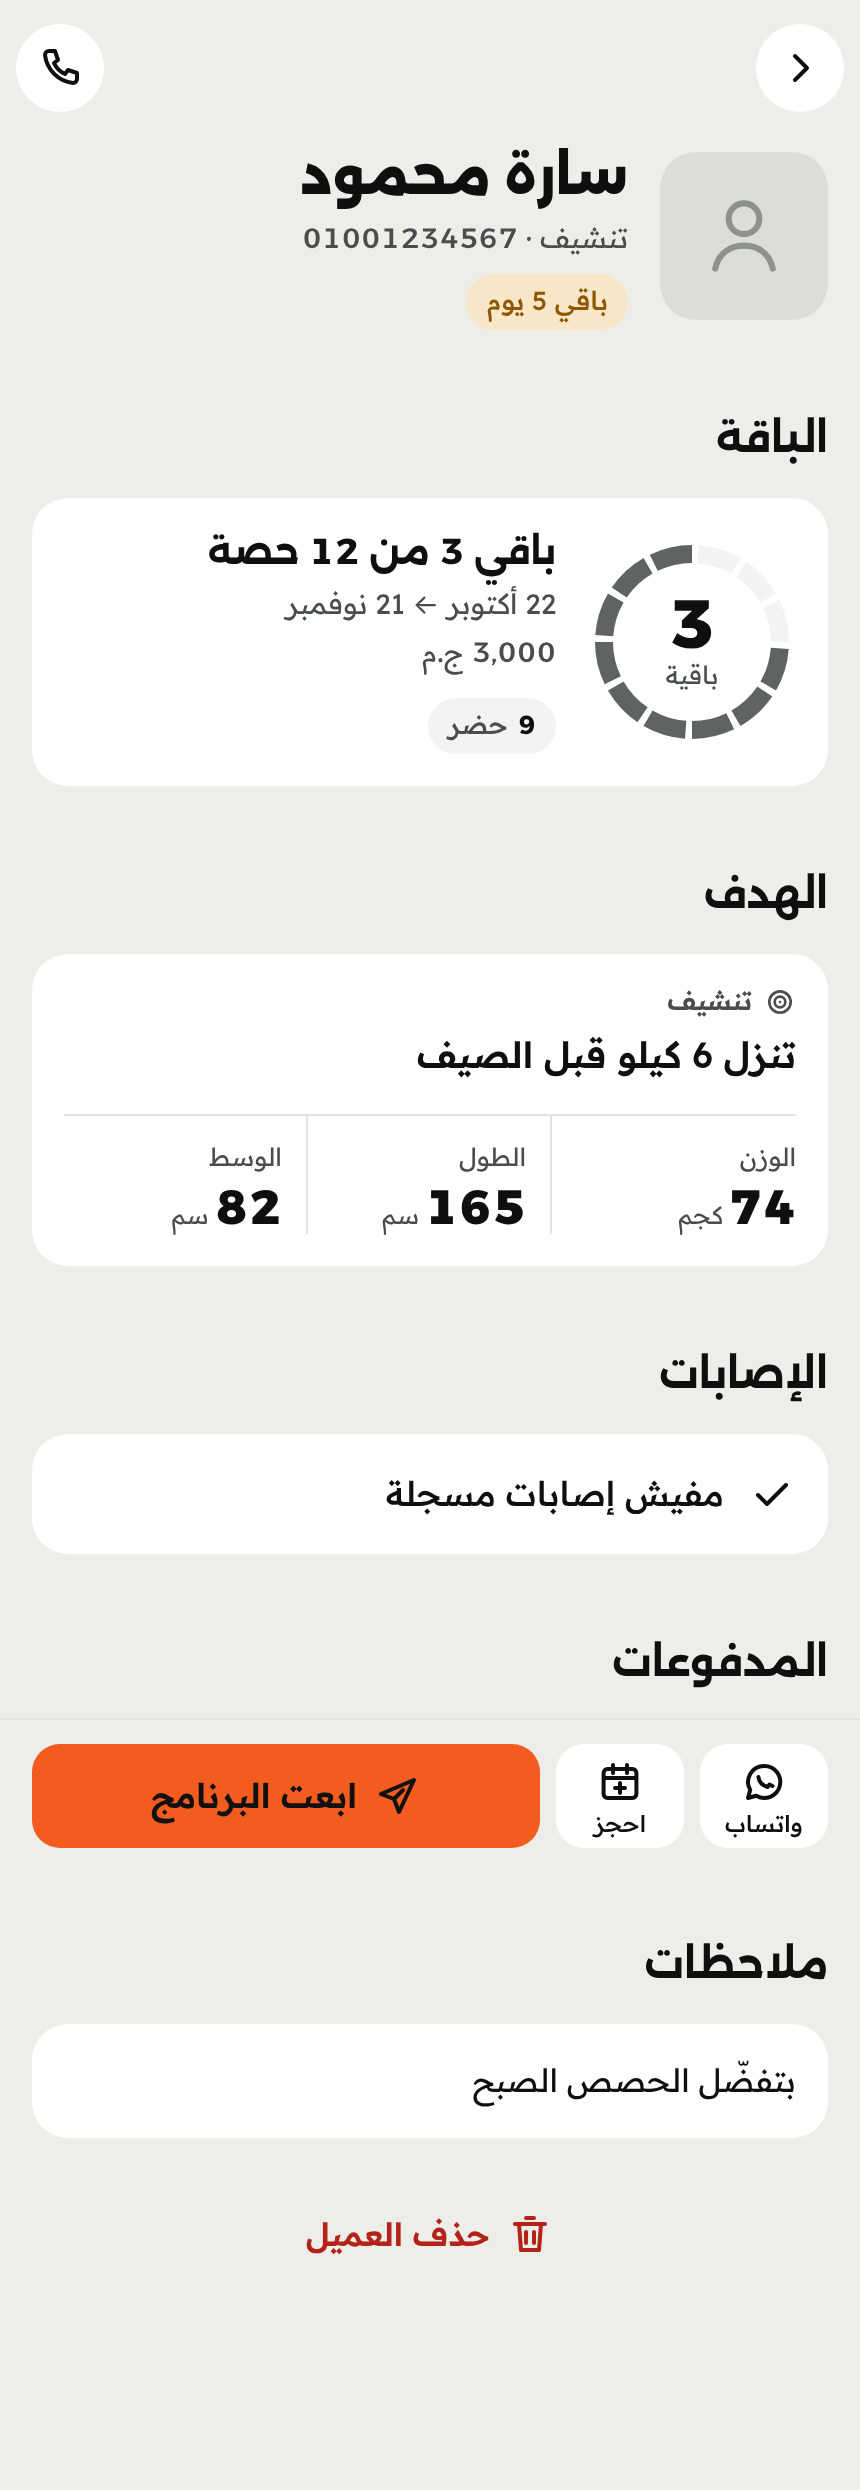 سارة محمود
تنشيف · 01001234567
باقي 5 يوم
الباقة
3
باقية
باقي 3 من 12 حصة
22 أكتوبر ← 21 نوفمبر
3,000 ج.م
9 حضر
الهدف
تنشيف
تنزل 6 كيلو قبل الصيف
الوزن
74 كجم
الطول
165 سم
الوسط
82 سم
الإصابات
مفيش إصابات مسجلة
المدفوعات
واتساب
احجز
ابعت البرنامج
ملاحظات
بتفضّل الحصص الصبح
حذف العميل